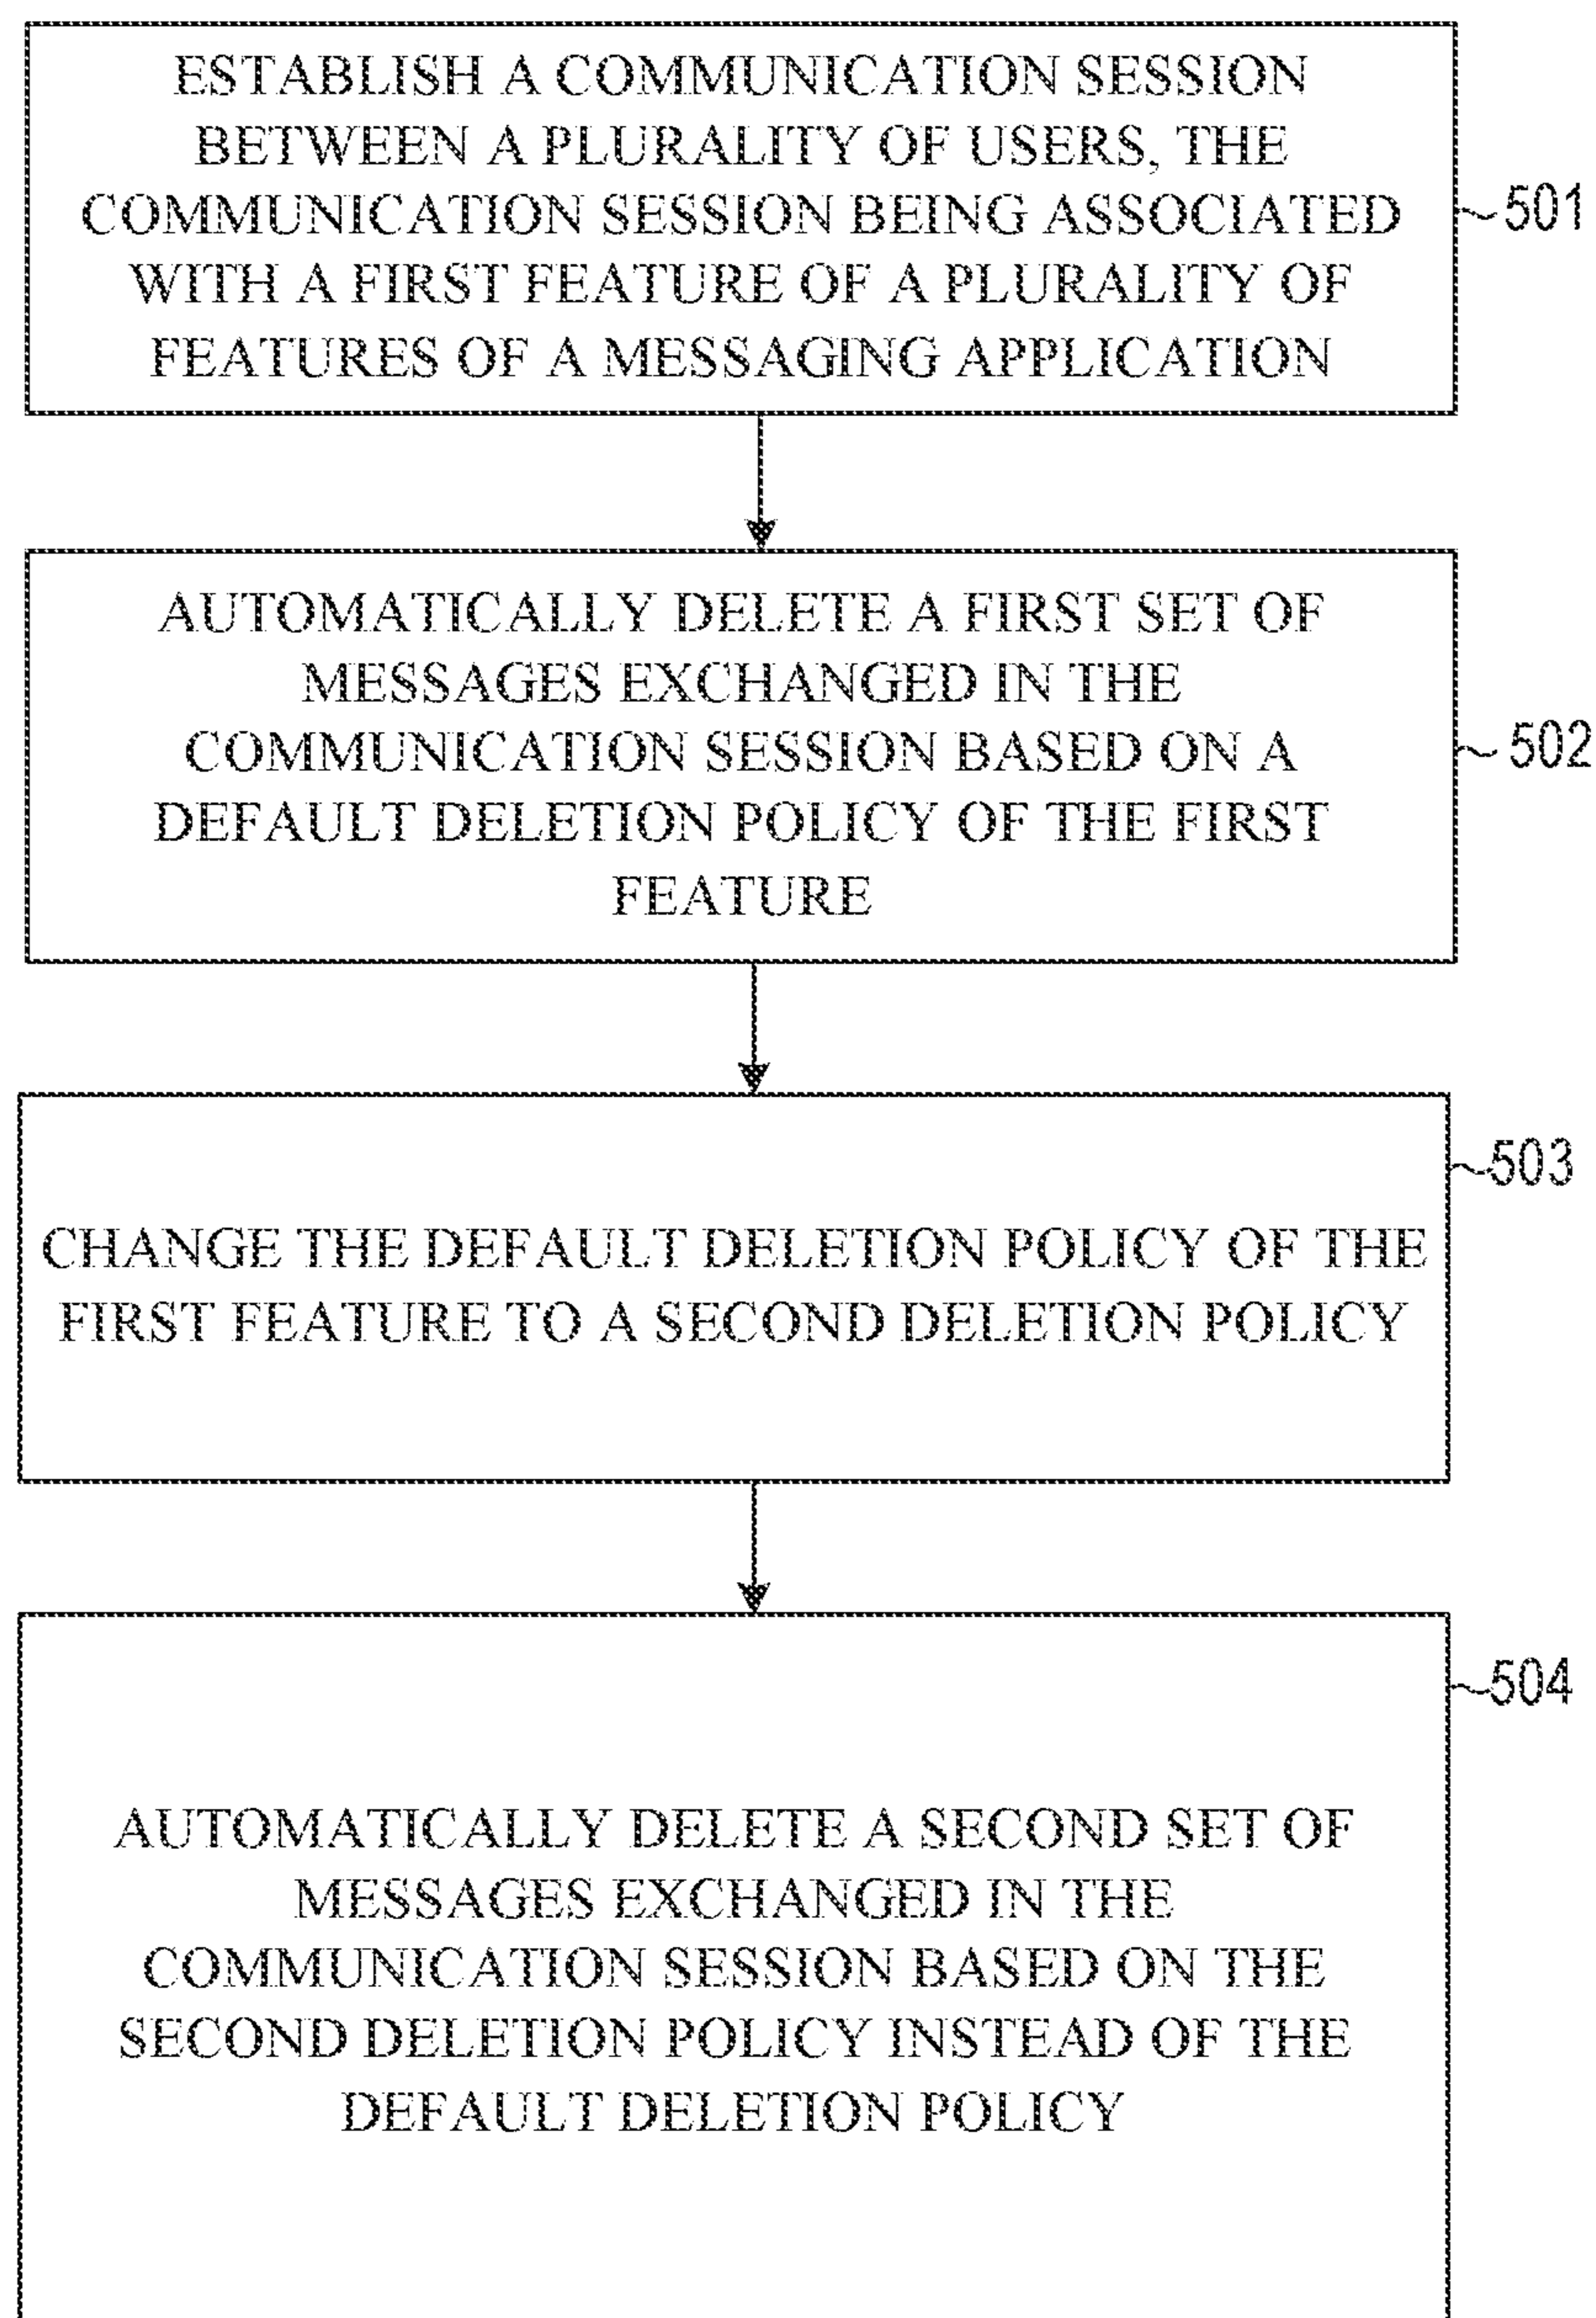 ESTABLISH A COMMUNICATION SESSION
BETWEEN A PLURALITY OF USERS, THE
COMMUNICATION SESSION BEING ASSOCIATED
WITH A FIRST FEATURE OF A PLURALITY OF
FEATURES OF A MESSAGING APPLICATION
501
AUTOMATICALLY DELETE A FIRST SET OF
MESSAGES EXCHANGED IN THE
COMMUNICATION SESSION BASED ON A
DEFAULT DELETION POLICY OF THE FIRST
FEATURE
502
CHANGE THE DEFAULT DELETION POLICY OF THE
FIRST FEATURE TO A SECOND DELETION POLICY
503
AUTOMATICALLY DELETE A SECOND SET OF
MESSAGES EXCHANGED IN THE
COMMUNICATION SESSION BASED ON THE
SECOND DELETION POLICY INSTEAD OF THE
DEFAULT DELETION POLICY
504